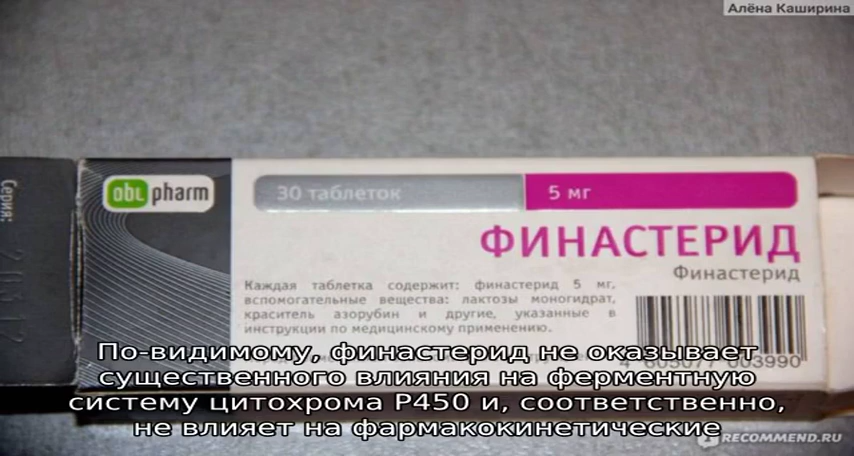 Алёна Каширина
obl pharm
Серия:
30 таблеток
5 мг
ФИНАСТЕРИД
Финастерид
Каждая таблетка содержит: финастерид 5 мг,
вспомогательные вещества: лактозы моногидрат,
краситель азорубин и другие, указанные в
инструкции по медицинскому применению.
По-видимому, финастерид не оказывает
существенного влияния на ферментную
систему цитохрома P450 и, соответственно,
не влияет на фармакокинетические
RECOMMEND.RU